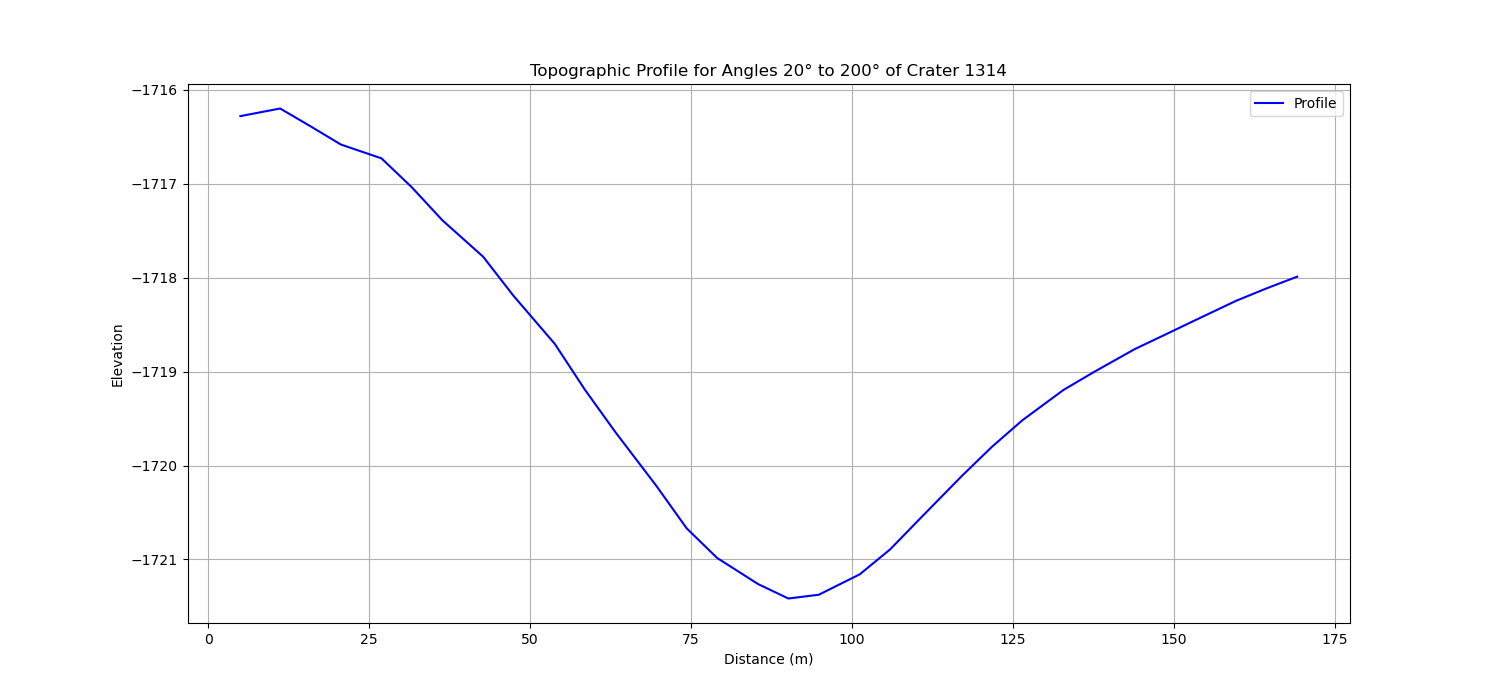 Topographic Profile for Angles 20° to 200° of Crater 1314
Profile
−1716
−1717
−1718
−1719
−1720
−1721
Elevation
0 25 50 75 100 125 150 175
Distance (m)